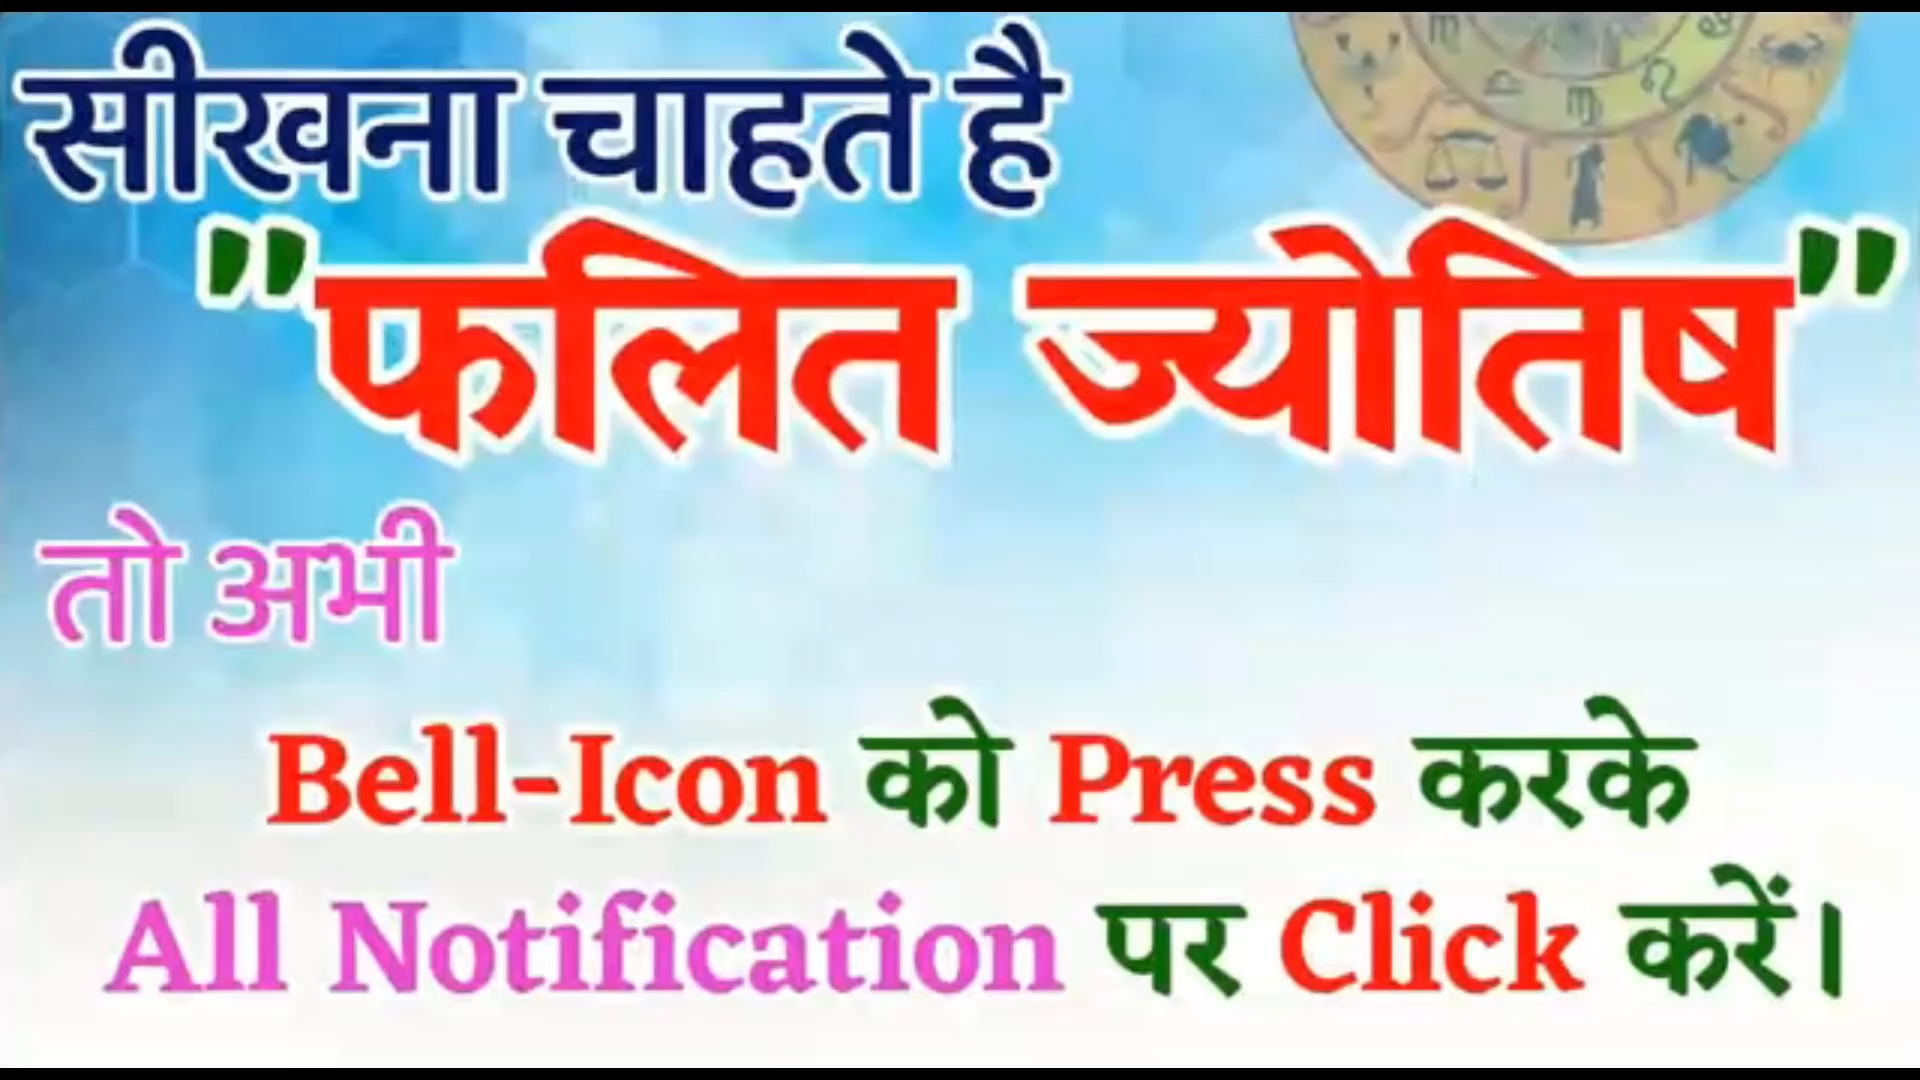 सीखना चाहते है
"फलित ज्योतिष"
तो अभी
Bell-Icon को Press करके
All Notification पर Click करें।